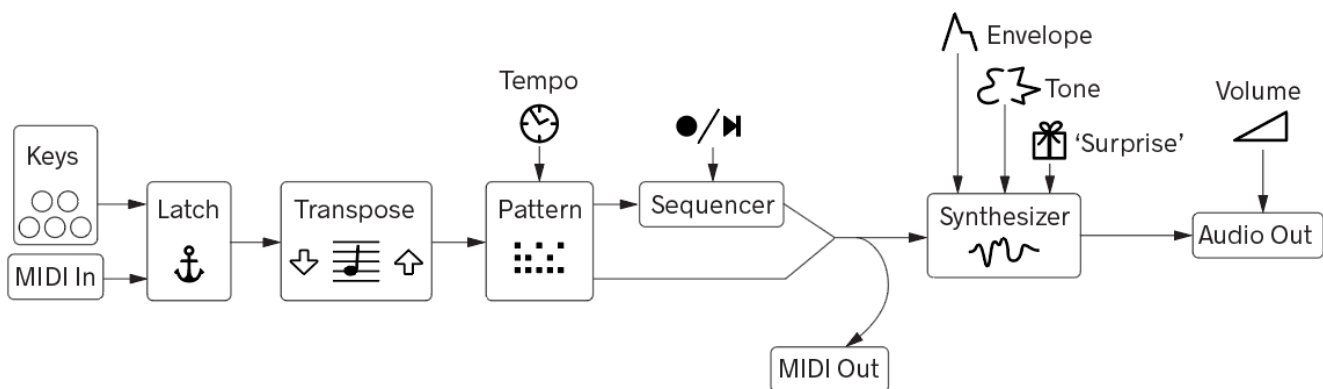 Envelope
Tone
'Surprise'
Tempo
Volume
Keys
Latch
Transpose
Pattern
Sequencer
Synthesizer
Audio Out
MIDI In
MIDI Out